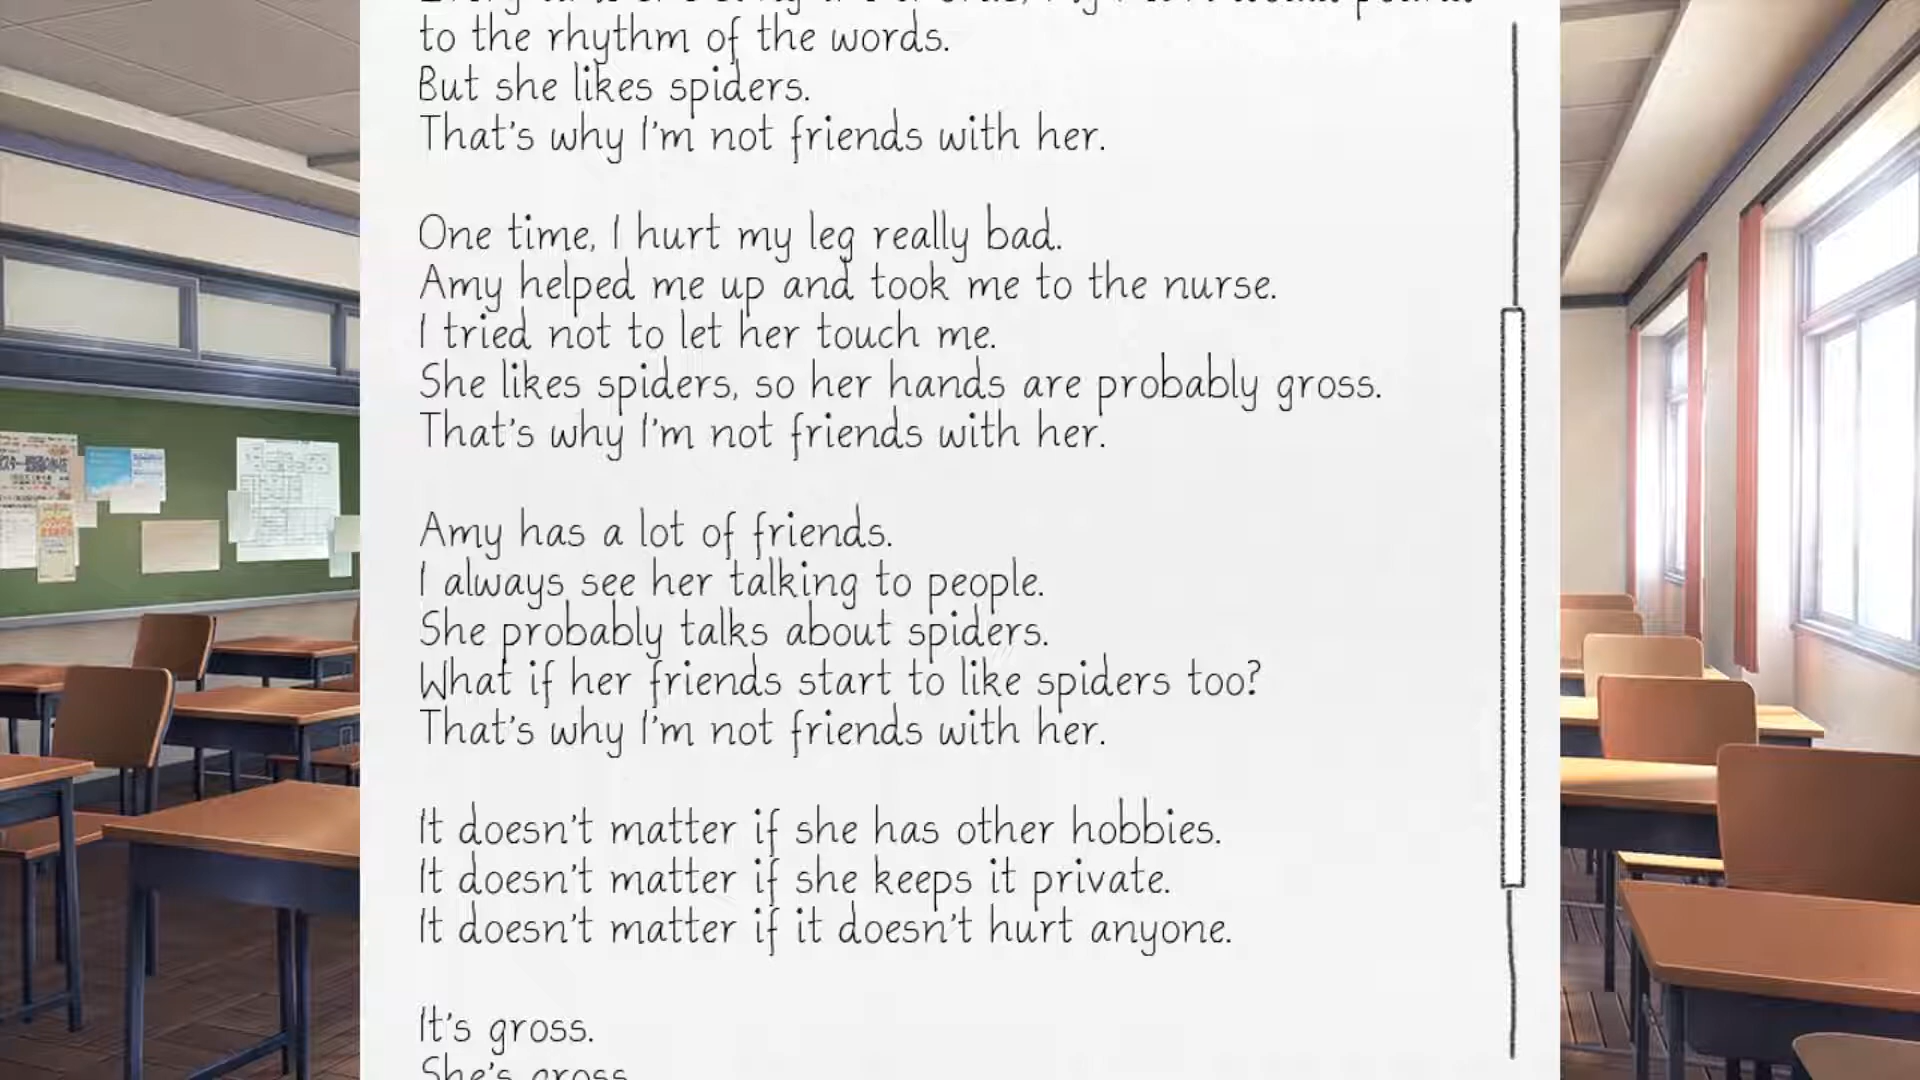 to the rhythm of the words.
But she likes spiders.
That's why I'm not friends with her.
One time, I hurt my leg really bad.
Amy helped me up and took me to the nurse.
I tried not to let her touch me.
She likes spiders, so her hands are probably gross.
That's why I'm not friends with her.
Amy has a lot of friends.
I always see her talking to people.
She probably talks about spiders.
What if her friends start to like spiders too?
That's why I'm not friends with her.
It doesn't matter if she has other hobbies.
It doesn't matter if she keeps it private.
It doesn't matter if it doesn't hurt anyone.
It's gross.
She's gross